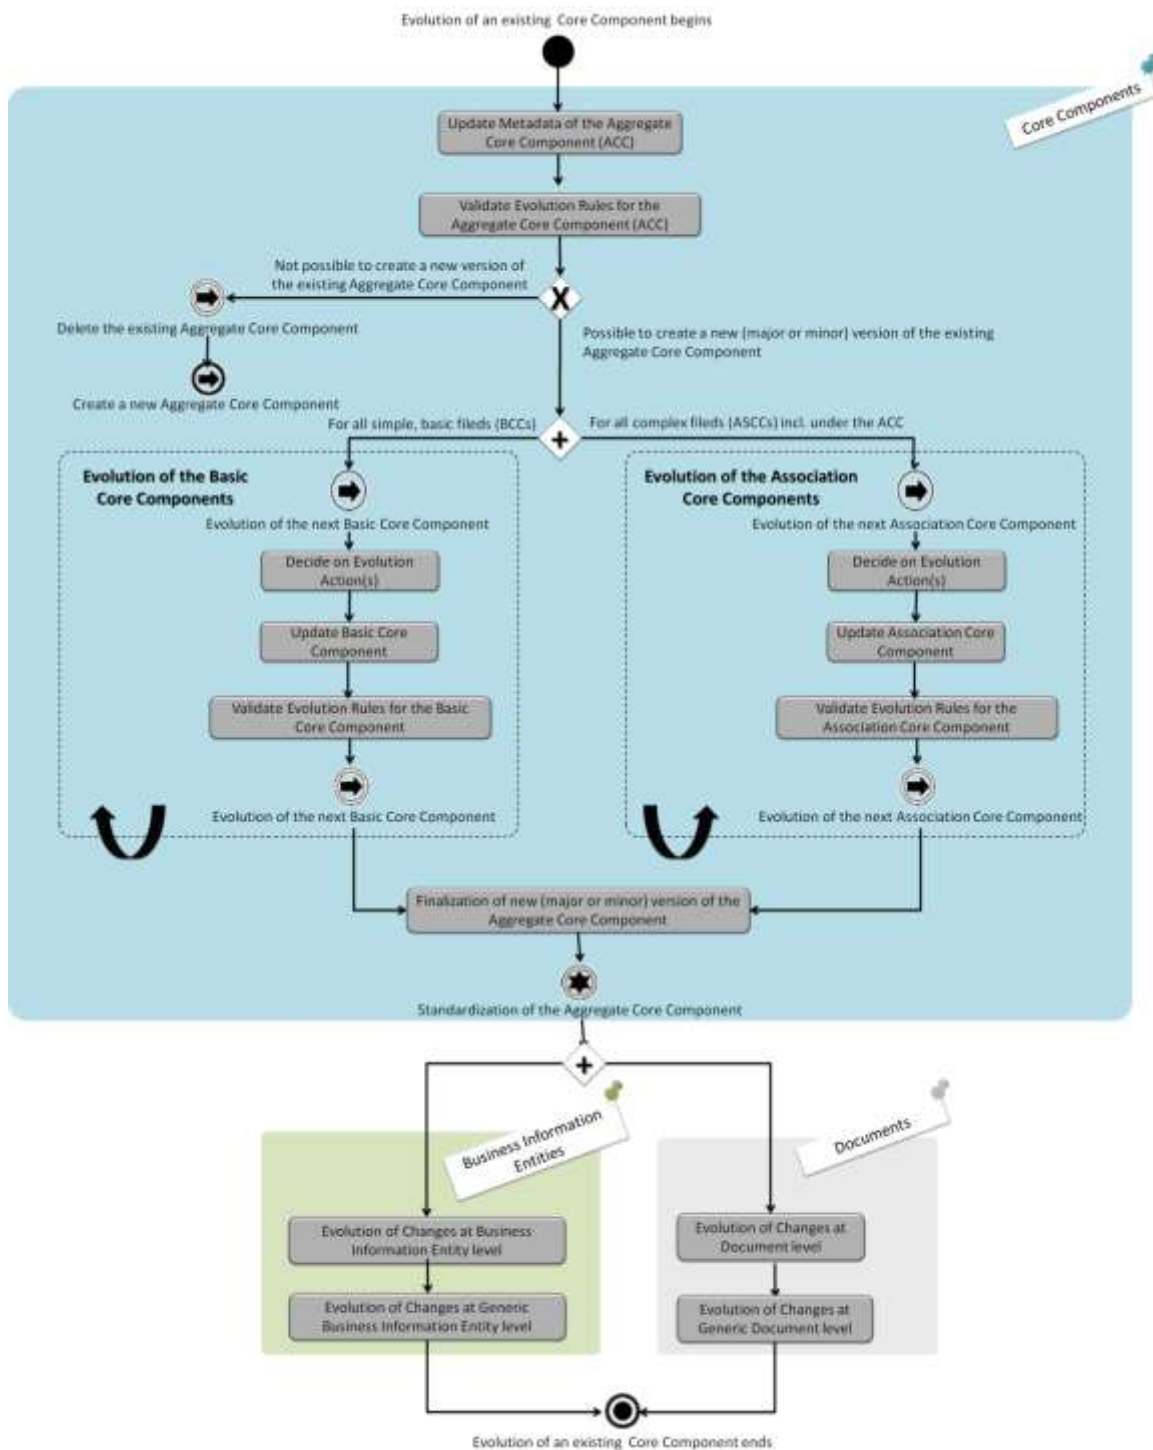 Evolution of an existing Core Component begins
Core Components
Update Metadata of the Aggregate
Core Component (ACC)
Validate Evolution Rules for the
Aggregate Core Component (ACC)
Not possible to create a new version of
the existing Aggregate Core Component
X
Delete the existing Aggregate Core Component
Possible to create a new (major or minor) version of the existing
Aggregate Core Component
Create a new Aggregate Core Component
For all simple, basic fileds (BCCs)
+
For all complex fileds (ASCCs) incl. under the ACC
Evolution of the Basic
Core Components
Evolution of the next Basic Core Component
Decide on Evolution
Action(s)
Update Basic Core
Component
Validate Evolution Rules for the Basic
Core Component
Evolution of the next Basic Core Component
Evolution of the Association
Core Components
Evolution of the next Association Core Component
Decide on Evolution
Action(s)
Update Association Core
Component
Validate Evolution Rules for the
Association Core Component
Evolution of the next Association Core Component
Finalization of new (major or minor) version of the
Aggregate Core Component
Standardization of the Aggregate Core Component
+
Business Information
Entities
Evolution of Changes at Business
Information Entity level
Evolution of Changes at Generic
Business Information Entity level
Documents
Evolution of Changes at
Document level
Evolution of Changes at
Generic Document level
Evolution of an existing Core Component ends